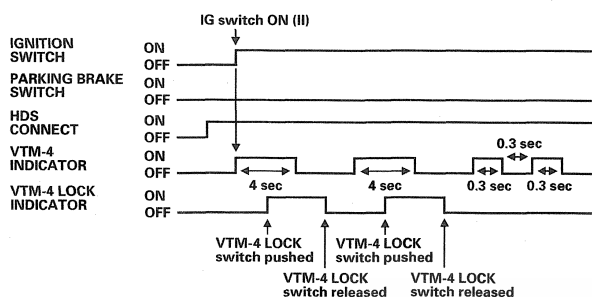 IG switch ON (II)
IGNITION SWITCH ON OFF
PARKING BRAKE SWITCH ON OFF
HDS CONNECT ON OFF
0.3 sec
VTM-4 INDICATOR ON OFF
4 sec 4 sec 0.3 sec 0.3 sec
VTM-4 LOCK INDICATOR ON OFF
VTM-4 LOCK switch pushed
VTM-4 LOCK switch pushed
VTM-4 LOCK switch released
VTM-4 LOCK switch released